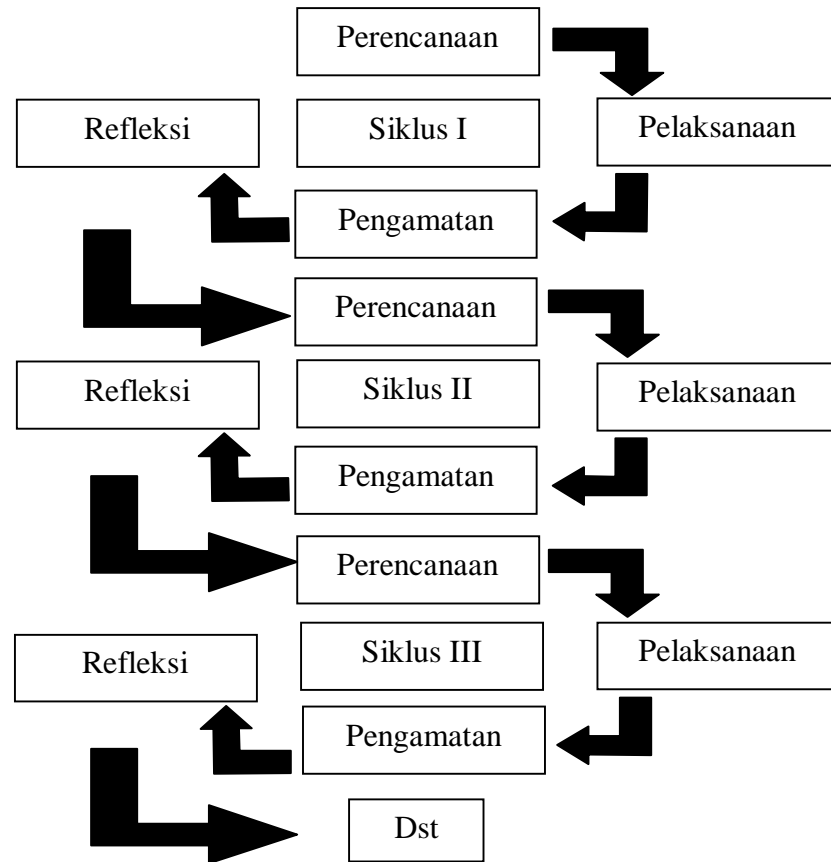 Perencanaan
Refleksi
Siklus I
Pelaksanaan
Pengamatan
Perencanaan
Refleksi
Siklus II
Pelaksanaan
Pengamatan
Perencanaan
Refleksi
Siklus III
Pelaksanaan
Pengamatan
Dst